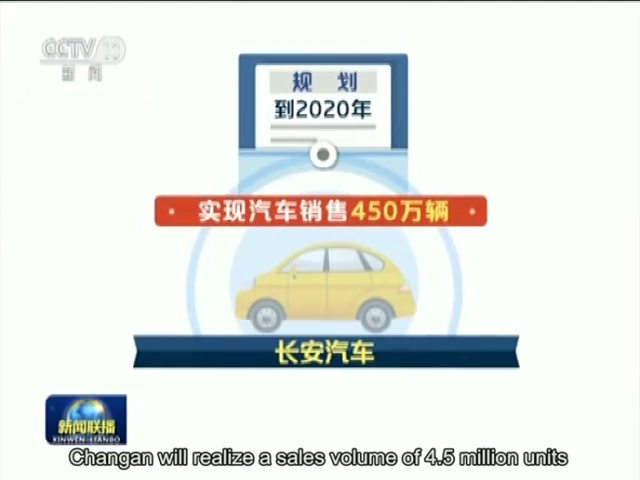 CCTV 13
新闻
规 划
到2020年
实现汽车销售450万辆
长安汽车
新闻联播
XINWEN LIANBO
Changan will realize a sales volume of 4.5 million units